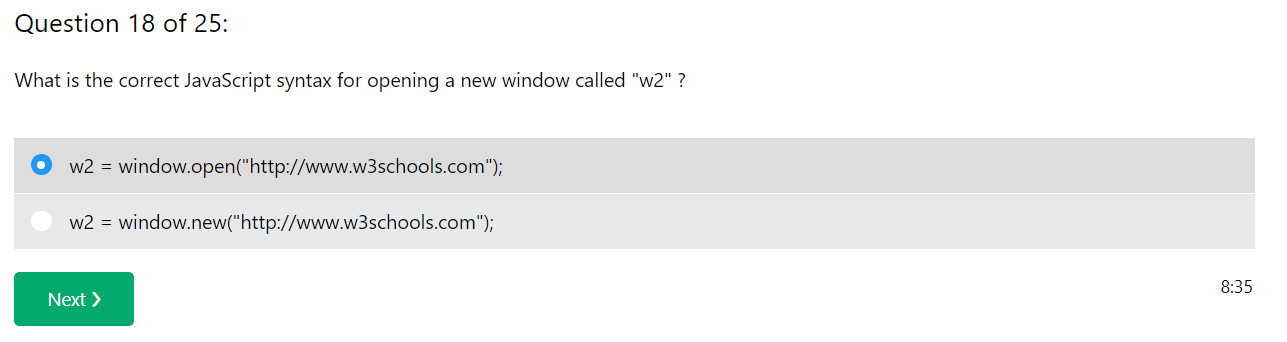 Question 18 of 25:
What is the correct JavaScript syntax for opening a new window called "w2" ?
w2 = window.open("http://www.w3schools.com");
w2 = window.new("http://www.w3schools.com");
Next ❯
8:35